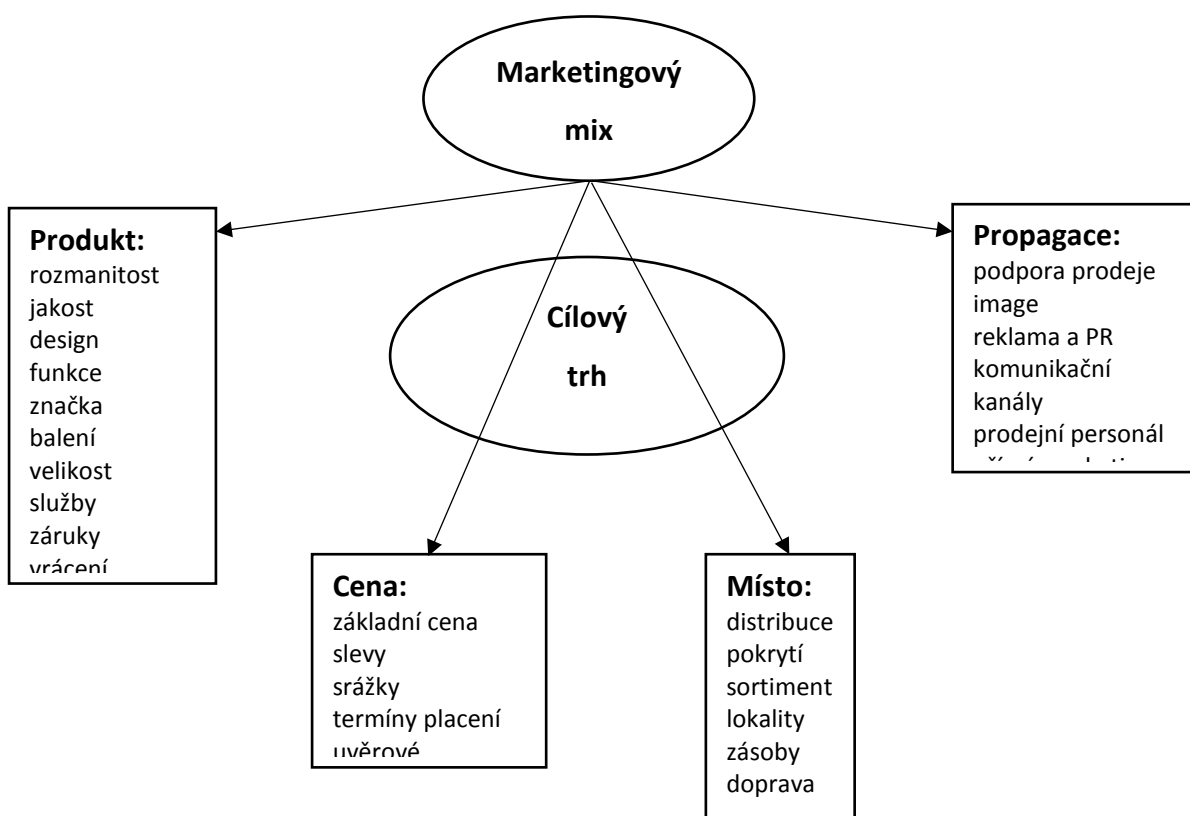 Marketingový
mix
Produkt:
rozmanitost
jakost
design
funkce
značka
balení
velikost
služby
záruky
vrácení
Cílový
trh
Propagace:
podpora prodeje
image
reklama a PR
komunikační
kanály
prodejní personál
Cena:
základní cena
slevy
srážky
termíny placení
uvěrové
Místo:
distribuce
pokrytí
sortiment
lokality
zásoby
doprava